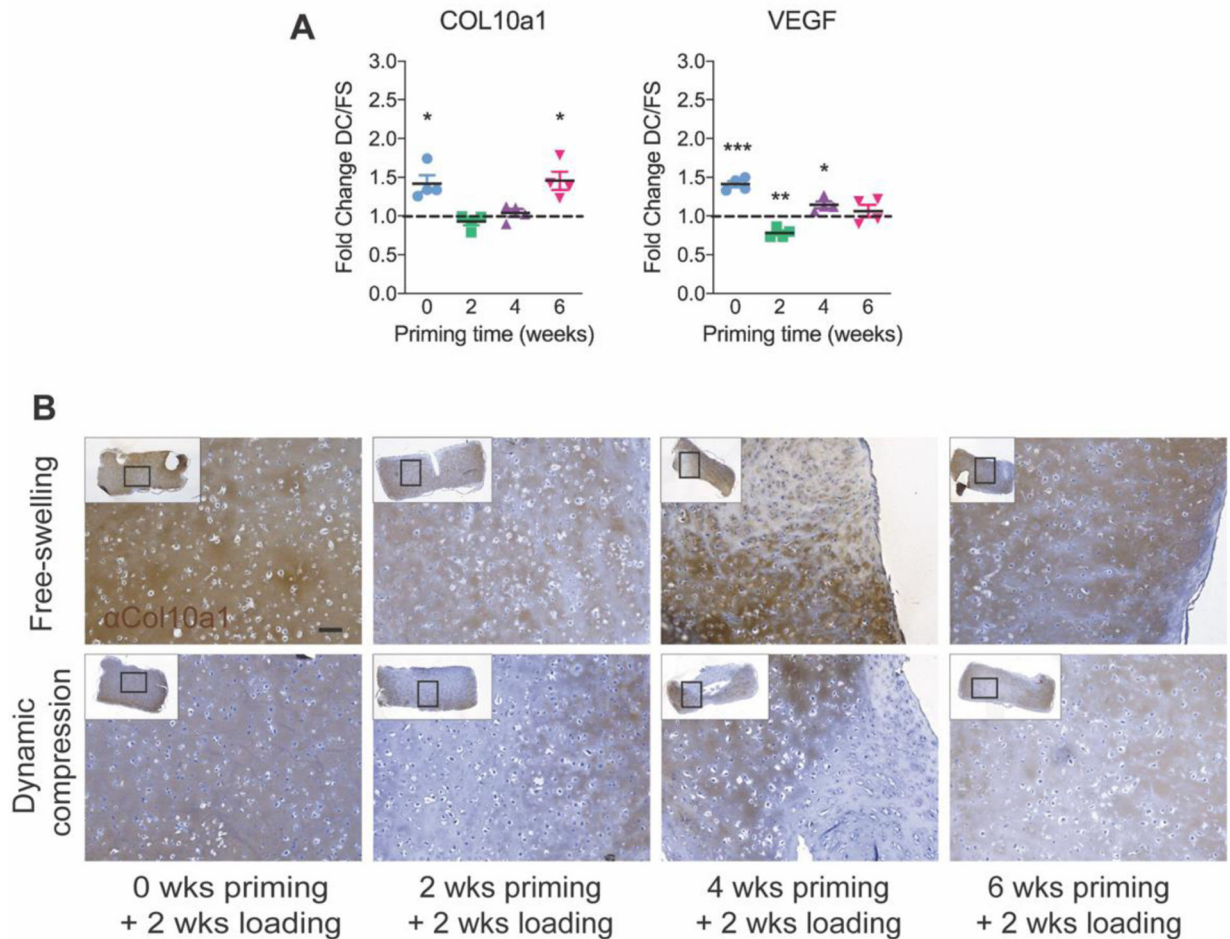 A
COL10a1
VEGF
Fold Change DC/FS
3.0
2.5
2.0
1.5
1.0
0.5
0.0
*
*
0 2 4 6
Priming time (weeks)
Fold Change DC/FS
3.0
2.5
2.0
1.5
1.0
0.5
0.0
***
**
*
0 2 4 6
Priming time (weeks)
B
Free-swelling
αCol10a1
Dynamic
compression
0 wks priming
+ 2 wks loading
2 wks priming
+ 2 wks loading
4 wks priming
+ 2 wks loading
6 wks priming
+ 2 wks loading